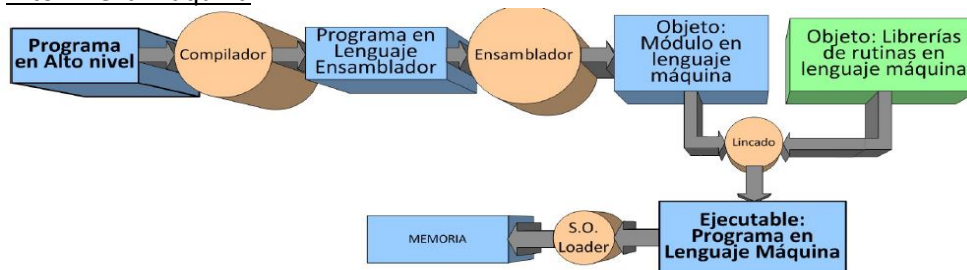 Programa
en Alto nivel
Compilador
Programa en
Lenguaje
Ensamblador
Ensamblador
Objeto:
Módulo en
lenguaje
máquina
Objeto: Librerías
de rutinas en
lenguaje máquina
Lincado
Ejecutable:
Programa en
Lenguaje Máquina
S.O.
Loader
MEMORIA